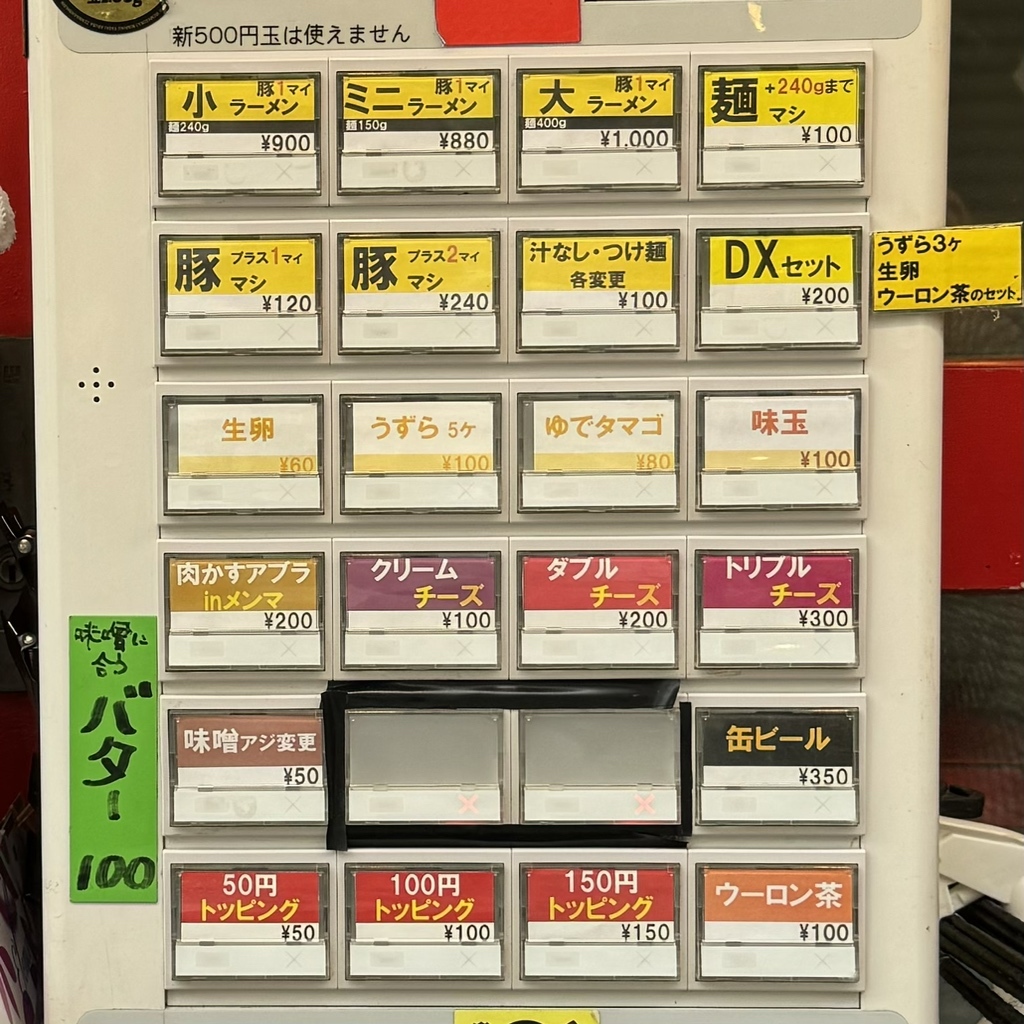 新500円玉は使えません
小 豚1マイ
ラーメン
麺240g
¥900
ミニ 豚1マイ
ラーメン
麺150g
¥880
大 豚1マイ
ラーメン
麺400g
¥1,000
麺 +240gまで
マシ
¥100
豚 プラス1マイ
マシ
¥120
豚 プラス2マイ
マシ
¥240
汁なし・つけ麺
各変更
¥100
DXセット
¥200
うずら3ケ
生卵
ウーロン茶のセット
生卵
¥60
うずら 5ケ
¥100
ゆでタマゴ
¥80
味玉
¥100
肉かすアブラ
inメンマ
¥200
クリーム
チーズ
¥100
ダブル
チーズ
¥200
トリプル
チーズ
¥300
味噌に
合う
バター
100
味噌アジ変更
¥50
缶ビール
¥350
50円
トッピング
¥50
100円
トッピング
¥100
150円
トッピング
¥150
ウーロン茶
¥100